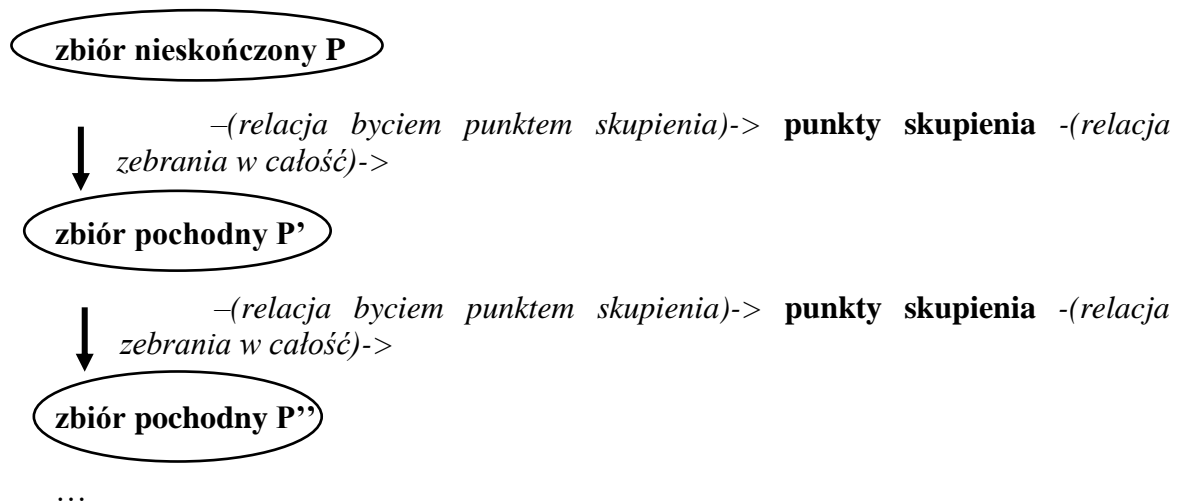 zbiór nieskończony P
–(relacja byciem punktem skupienia)-> punkty skupienia -(relacja
zebrania w całość)->
zbiór pochodny P’
–(relacja byciem punktem skupienia)-> punkty skupienia -(relacja
zebrania w całość)->
zbiór pochodny P’’
…